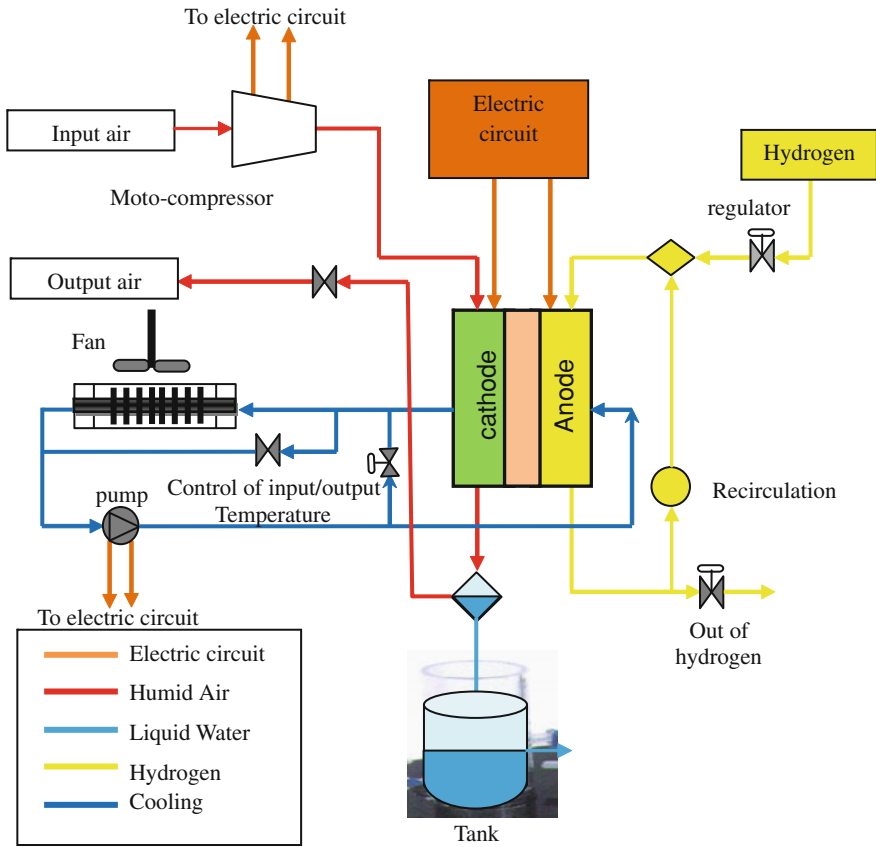 To electric circuit
Input air
Electric
circuit
Hydrogen
Moto-compressor
regulator
Output air
Fan
cathode
Anode
Control of input/output
Temperature
pump
Recirculation
To electric circuit
Out of
hydrogen
Electric circuit
Humid Air
Liquid Water
Hydrogen
Cooling
Tank